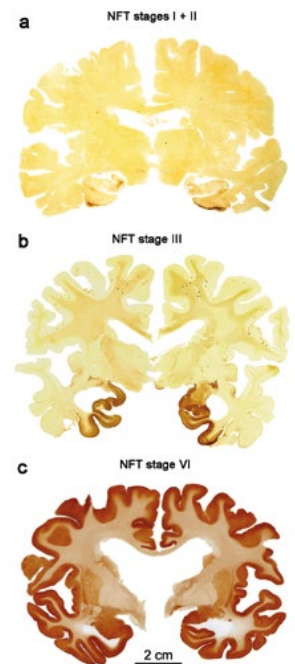 a
NFT stages I + II
b
NFT stage III
c
NFT stage VI
2 cm